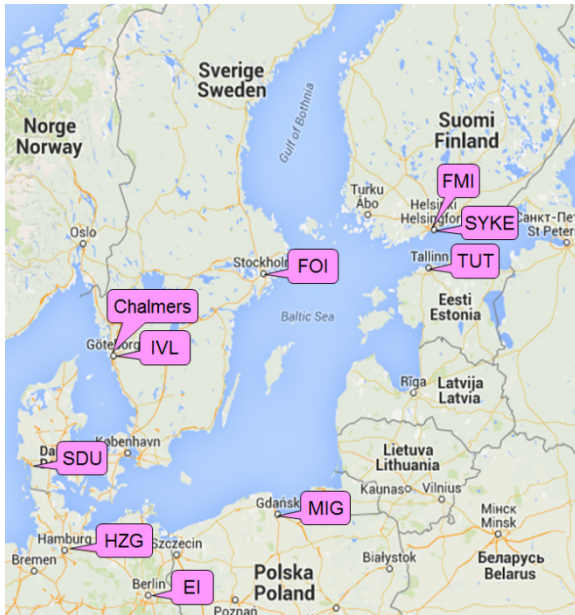 Sverige
Sweden
Gulf of Bothnia
Norge
Norway
Suomi
Finland
FMI
Turku
Åbo
Helsinki
Helsingfors
SYKE
Санкт-Пе
St Peters
Oslo
Stockholm
FOI
Tallinn
TUT
Eesti
Estonia
Chalmers
Baltic Sea
Göteborg
IVL
Rīga
Latvija
Latvia
København
SDU
Lietuva
Lithuania
Kaunas
Vilnius
Gdańsk
MIG
Мінск
Minsk
Hamburg
HZG
Szczecin
Białystok
Беларусь
Belarus
Bremen
Berlin
EI
Polska
Poland
Poznań